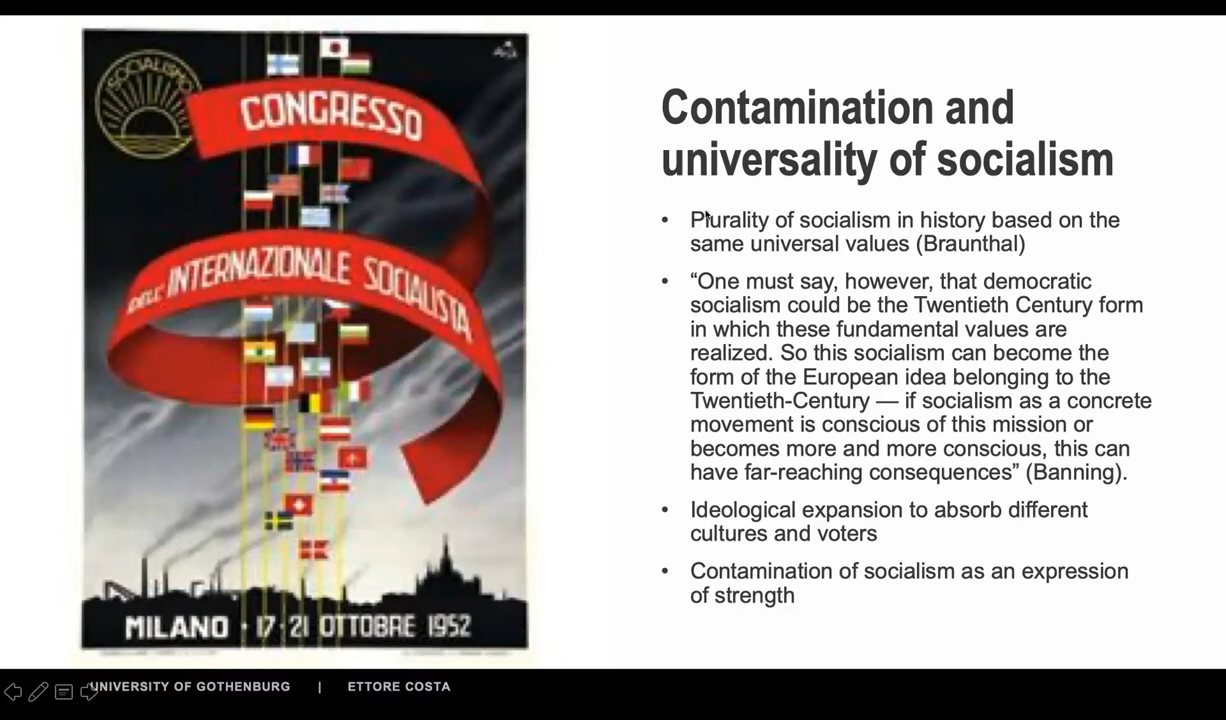 SOCIALISMO
CONGRESSO
DELL' INTERNAZIONALE SOCIALISTA
MILANO · 17-21 OTTOBRE 1952
Contamination and
universality of socialism
• Plurality of socialism in history based on the
same universal values (Braunthal)
• “One must say, however, that democratic
socialism could be the Twentieth Century form
in which these fundamental values are
realized. So this socialism can become the
form of the European idea belonging to the
Twentieth-Century — if socialism as a concrete
movement is conscious of this mission or
becomes more and more conscious, this can
have far-reaching consequences” (Banning).
• Ideological expansion to absorb different
cultures and voters
• Contamination of socialism as an expression
of strength
UNIVERSITY OF GOTHENBURG | ETTORE COSTA